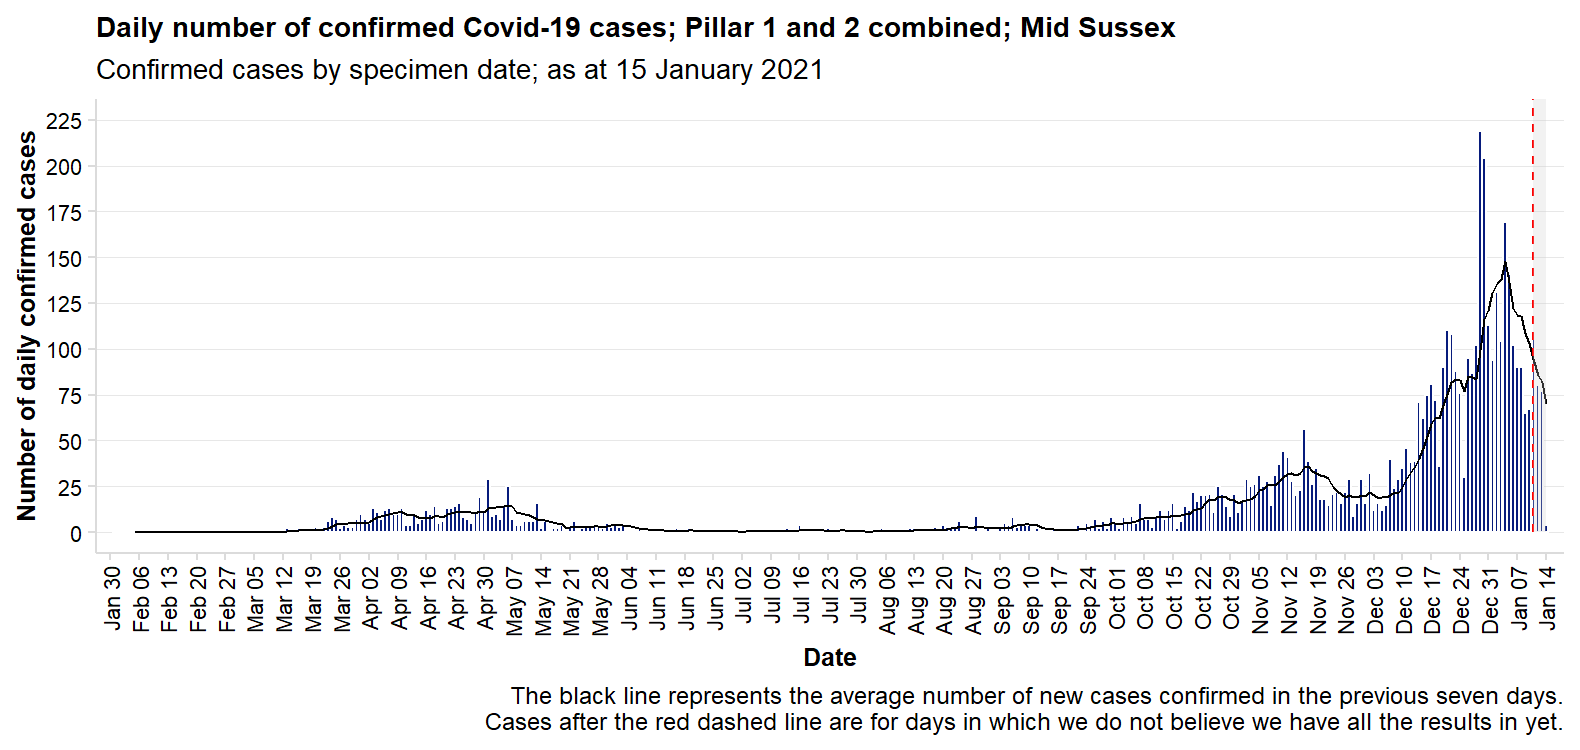 Daily number of confirmed Covid-19 cases; Pillar 1 and 2 combined; Mid Sussex
Confirmed cases by specimen date; as at 15 January 2021
Number of daily confirmed cases
225
200
175
150
125
100
75
50
25
0
Jan 30
Feb 06
Feb 13
Feb 20
Feb 27
Mar 05
Mar 12
Mar 19
Mar 26
Apr 02
Apr 09
Apr 16
Apr 23
Apr 30
May 07
May 14
May 21
May 28
Jun 04
Jun 11
Jun 18
Jun 25
Jul 02
Jul 09
Jul 16
Jul 23
Jul 30
Aug 06
Aug 13
Aug 20
Aug 27
Sep 03
Sep 10
Sep 17
Sep 24
Oct 01
Oct 08
Oct 15
Oct 22
Oct 29
Nov 05
Nov 12
Nov 19
Nov 26
Dec 03
Dec 10
Dec 17
Dec 24
Dec 31
Jan 07
Jan 14
Date
The black line represents the average number of new cases confirmed in the previous seven days.
Cases after the red dashed line are for days in which we do not believe we have all the results in yet.